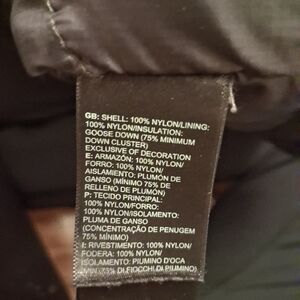 GB: SHELL: 100% NYLON/LINING:
100% NYLON/INSULATION:
GOOSE DOWN (75% MINIMUM
DOWN CLUSTER)
EXCLUSIVE OF DECORATION
E: ARMAZÓN: 100% NYLON/
FORRO: 100% NYLON/
AISLAMIENTO: PLUMÓN DE
GANSO (MÍNIMO 75% DE
RELLENO DE PLUMÓN)
P: TECIDO PRINCIPAL:
100% NYLON/FORRO:
100% NYLON/ISOLAMENTO:
PLUMA DE GANSO
(CONCENTRAÇÃO DE PENUGEM
75% MÍNIMO)
I: RIVESTIMENTO: 100% NYLON/
FODERA: 100% NYLON/
ISOLAMENTO: PIUMINO D'OCA
(MIN. 75% DI FIOCCHI DI PIUMINO)